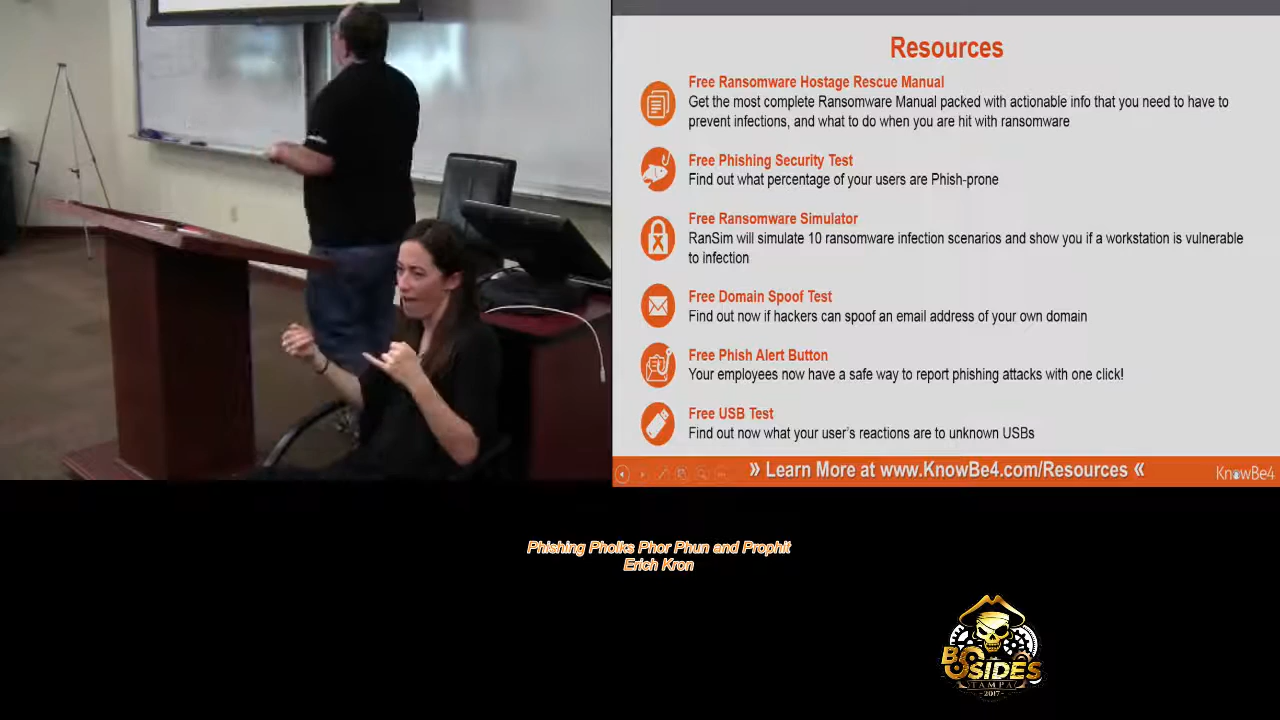 Resources
Free Ransomware Hostage Rescue Manual
Get the most complete Ransomware Manual packed with actionable info that you need to have to
prevent infections, and what to do when you are hit with ransomware
Free Phishing Security Test
Find out what percentage of your users are Phish-prone
Free Ransomware Simulator
RanSim will simulate 10 ransomware infection scenarios and show you if a workstation is vulnerable
to infection
Free Domain Spoof Test
Find out now if hackers can spoof an email address of your own domain
Free Phish Alert Button
Your employees now have a safe way to report phishing attacks with one click!
Free USB Test
Find out now what your user's reactions are to unknown USBs
» Learn More at www.KnowBe4.com/Resources «
KnowBe4
Phishing Pholks Phor Phun and Prophit
Erich Kron
BSIDES
TAMPA
-2017-